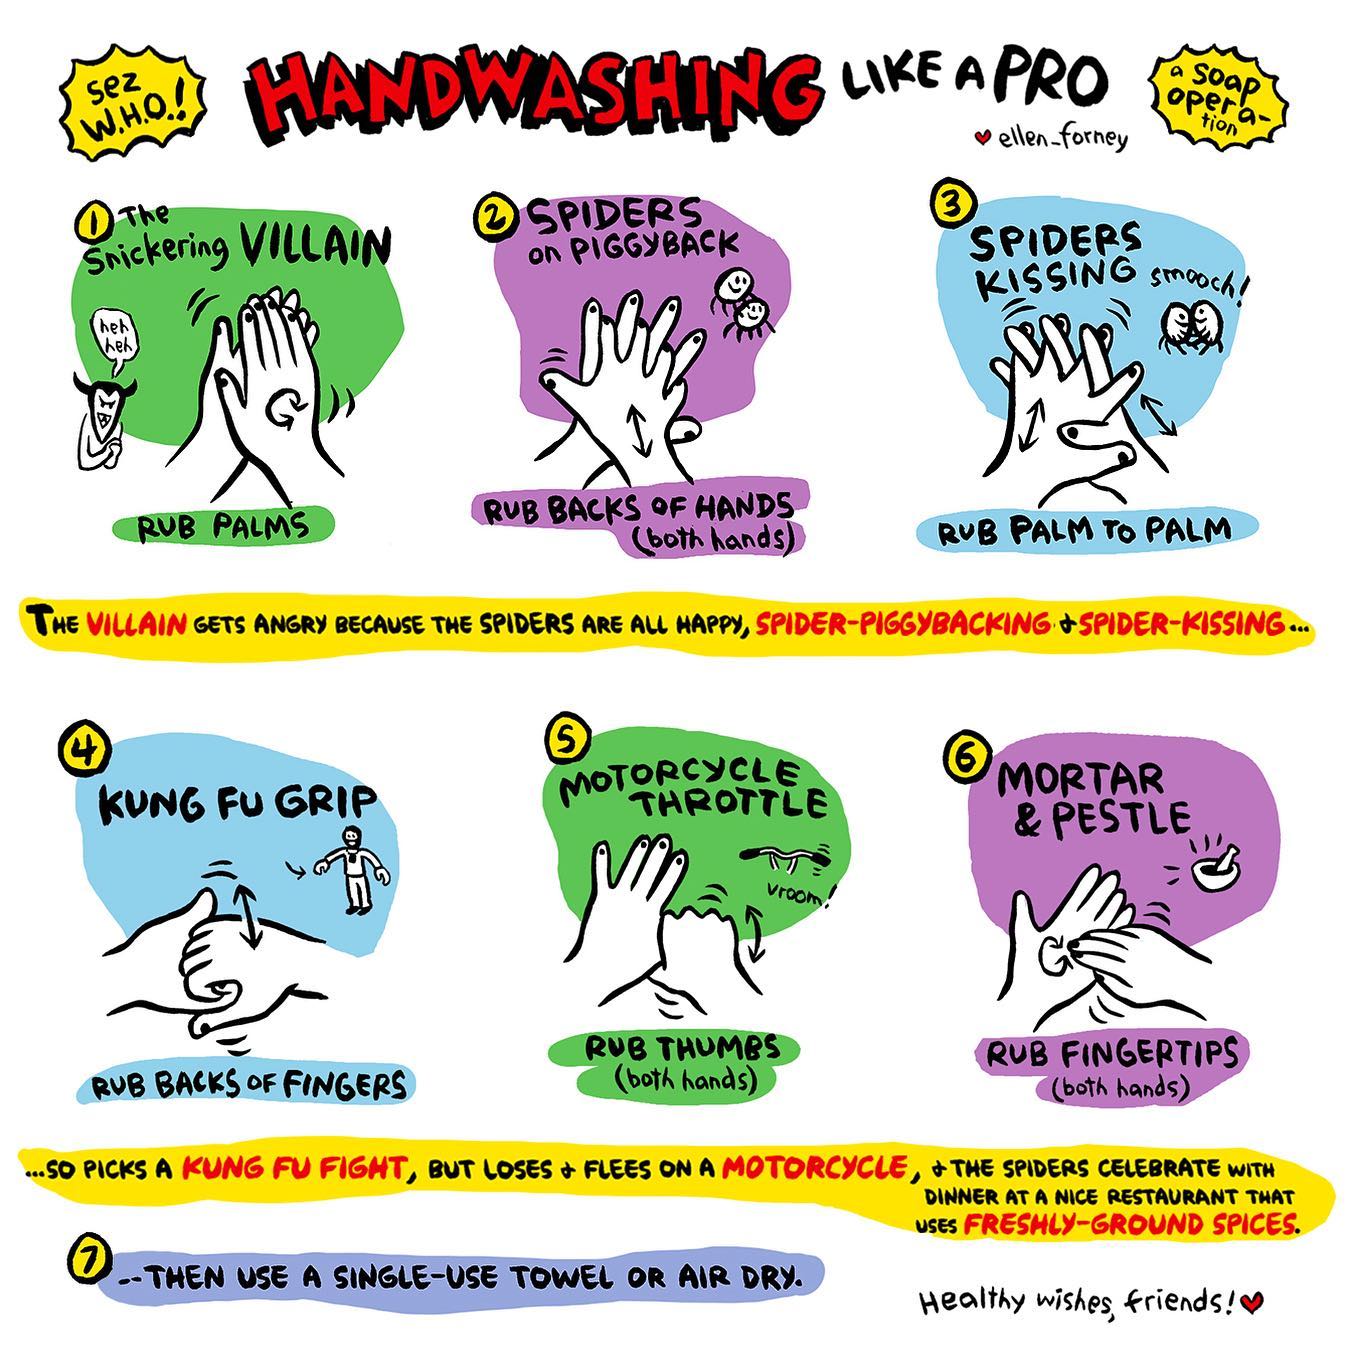 sez
W.H.O.!
HANDWASHING LIKE A PRO
♥ ellen_forney
a soap
opera-
tion
1 The
Snickering VILLAIN
heh
heh
RUB PALMS
2 SPIDERS
on PIGGYBACK
RUB BACKS OF HANDS
(both hands)
3 SPIDERS
KISSING
smooch!
RUB PALM TO PALM
THE VILLAIN GETS ANGRY BECAUSE THE SPIDERS ARE ALL HAPPY, SPIDER-PIGGYBACKING & SPIDER-KISSING...
4 KUNG FU GRIP
RUB BACKS OF FINGERS
5 MOTORCYCLE
THROTTLE
vroom!
RUB THUMBS
(both hands)
6 MORTAR
& PESTLE
RUB FINGERTIPS
(both hands)
...SO PICKS A KUNG FU FIGHT, BUT LOSES & FLEES ON A MOTORCYCLE, & THE SPIDERS CELEBRATE WITH
DINNER AT A NICE RESTAURANT THAT
USES FRESHLY-GROUND SPICES.
7 --THEN USE A SINGLE-USE TOWEL OR AIR DRY.
Healthy wishes, friends! ♥